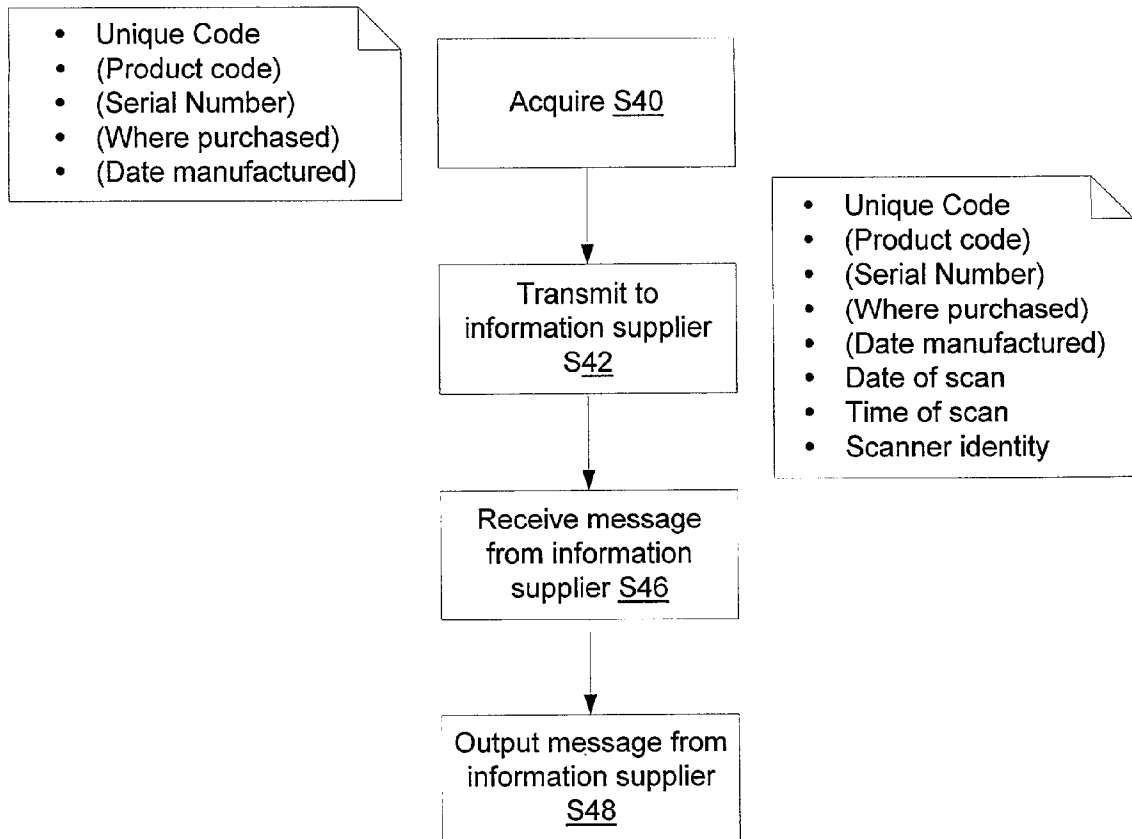 • Unique Code
• (Product code)
• (Serial Number)
• (Where purchased)
• (Date manufactured)
Acquire S40
Transmit to
information supplier
S42
• Unique Code
• (Product code)
• (Serial Number)
• (Where purchased)
• (Date manufactured)
• Date of scan
• Time of scan
• Scanner identity
Receive message
from information
supplier S46
Output message from
information supplier
S48